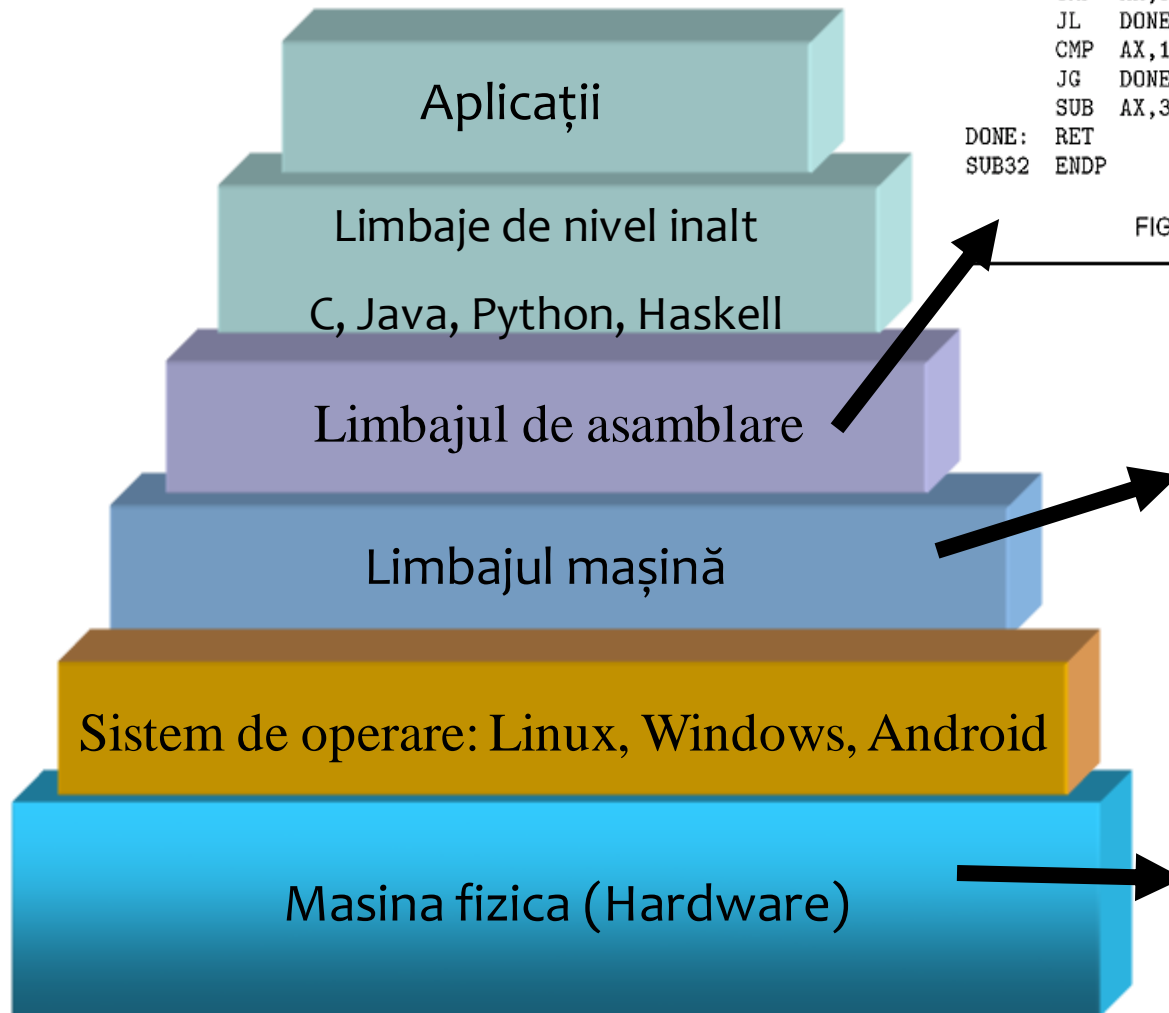 Aplicații
Limbaje de nivel inalt
C, Java, Python, Haskell
Limbajul de asamblare
Limbajul mașină
Sistem de operare: Linux, Windows, Android
Masina fizica (Hardware)
JL DONE
CMP AX,1
JG DONE
SUB AX,3
DONE: RET
SUB32 ENDP
FIG